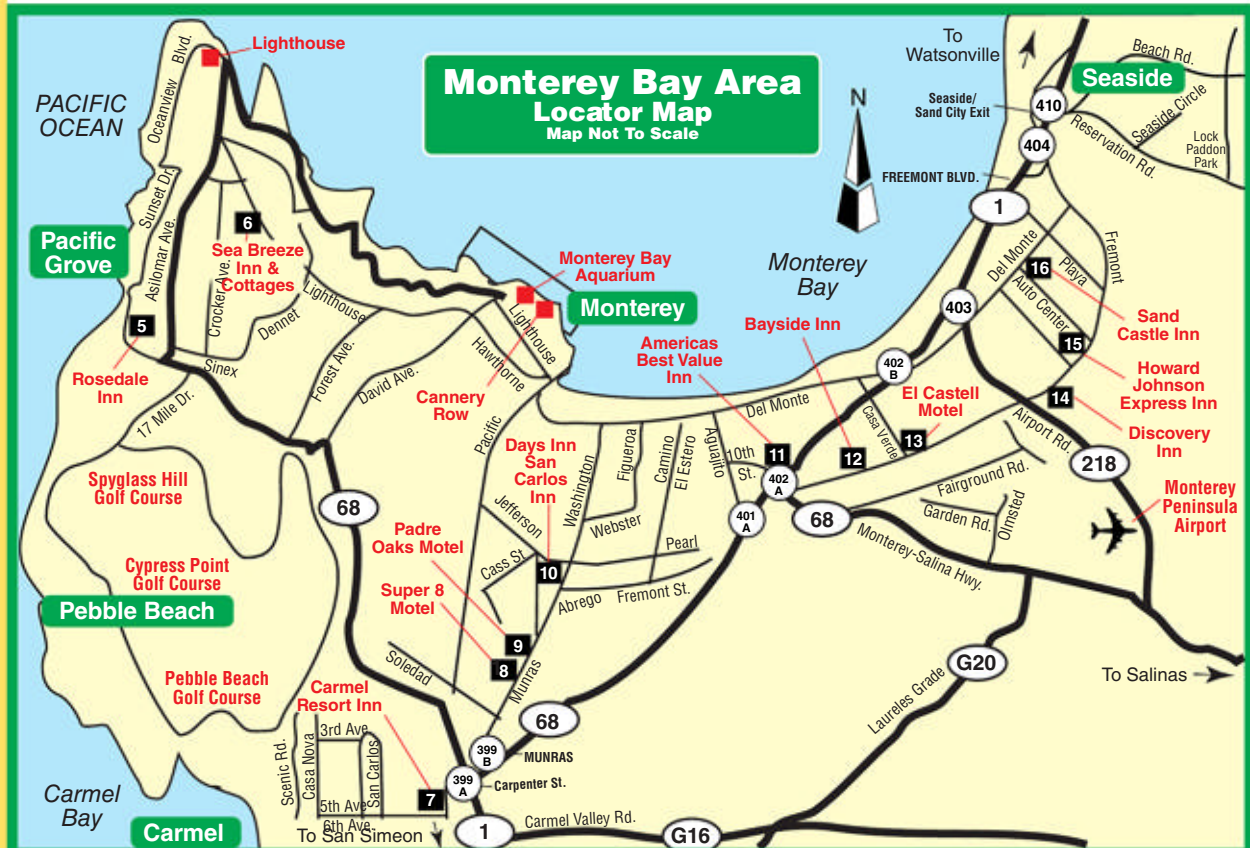 Monterey Bay Area
Locator Map
Map Not To Scale
Lighthouse
Oceanview Blvd.
PACIFIC
OCEAN
Sunset Dr.
Asilomar Ave.
Pacific
Grove
6
Sea Breeze
Inn &
Cottages
Crocker Ave.
Lighthouse
Dennet
5
Rosedale
Inn
Sinex
17 Mile Dr.
Forest Ave.
David Ave.
Spyglass Hill
Golf Course
Cypress Point
Golf Course
Pebble Beach
Pebble Beach
Golf Course
68
Carmel
Bay
Carmel
N
Monterey Bay
Aquarium
Monterey
Lighthouse
Hawthorne
Cannery
Row
Pacific
Monterey
Bay
Americas
Best Value
Inn
Bayside Inn
El Castell
Motel
Days Inn
San
Carlos
Inn
Padre
Oaks Motel
Super 8
Motel
Jefferson
Cass St.
Washington
Figueroa
Webster
Camino
El Estero
Aguajito
10th
St.
Pearl
10
Abrego
Fremont St.
9
8
Munras
Soledad
Carmel
Resort Inn
7
Scenic Rd.
Casa Nova
3rd Ave
San Carlos
5th Ave
6th Ave.
To San Simeon
399
B
MUNRAS
399
A
Carpenter St.
1
Carmel Valley Rd.
G16
68
401
A
402
A
11
12
13
Casa Verde
Del Monte
402
B
403
68
Monterey-Salina Hwy.
Fairground Rd.
Garden Rd.
Olmsted
Airport Rd.
218
Monterey
Peninsula
Airport
G20
Laureles Grade
To Salinas
To
Watsonville
Seaside/
Sand City Exit
410
404
FREEMONT BLVD.
1
Seaside
Beach Rd.
Seaside Circle
Reservation Rd.
Lock
Paddon
Park
Del Monte
Playa
Fremont
Auto Center
16
Sand
Castle Inn
15
Howard
Johnson
Express Inn
14
Discovery
Inn